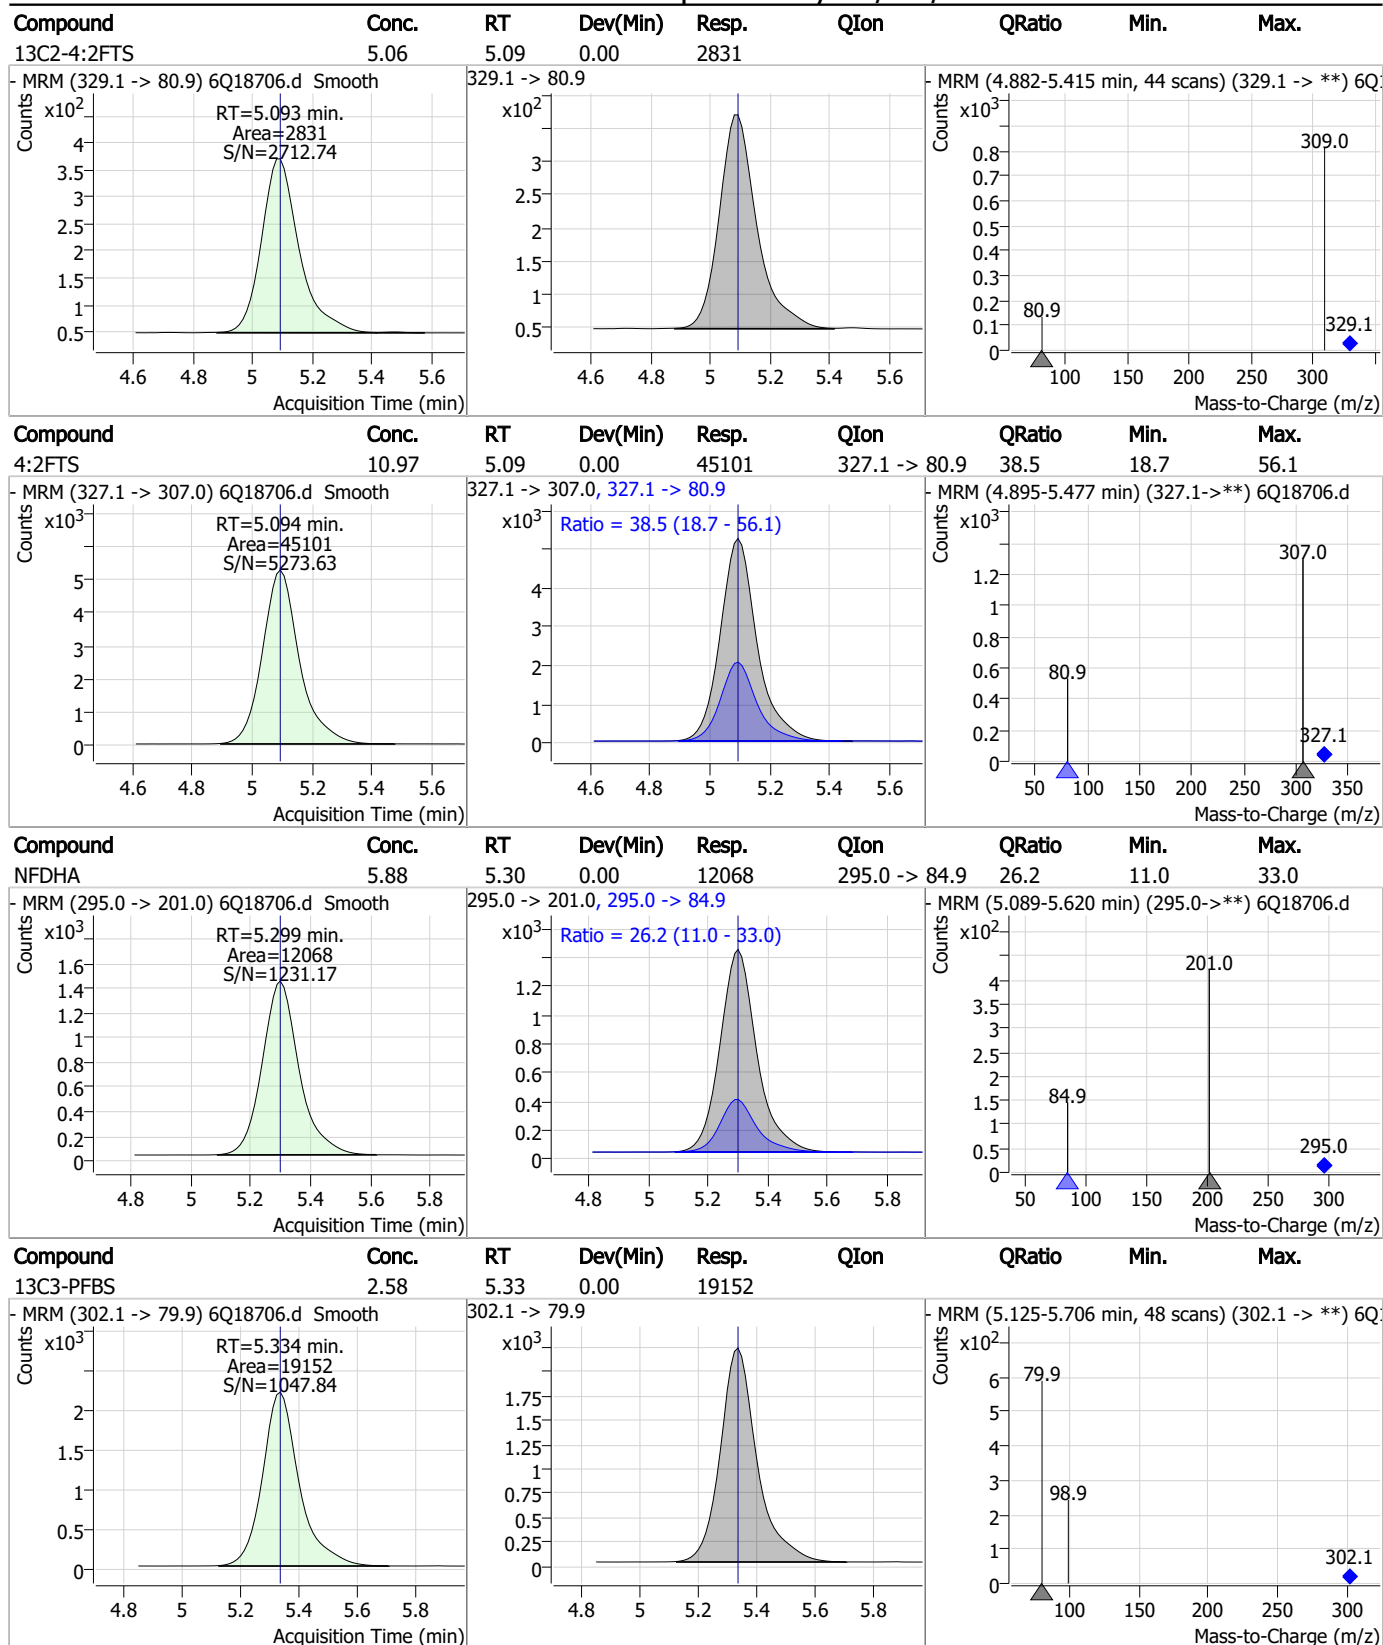 Compound Conc. RT Dev(Min) Resp. QIon QRatio Min. Max.
13C2-4:2FTS 5.06 5.09 0.00 2831
- MRM (329.1 -> 80.9) 6Q18706.d Smooth
Counts
x10²
RT=5.093 min.
Area=2831
S/N=2712.74
4
3.5
3
2.5
2
1.5
1
0.5
4.6 4.8 5 5.2 5.4 5.6
Acquisition Time (min)
329.1 -> 80.9
x10²
3
2.5
2
1.5
1
0.5
4.6 4.8 5 5.2 5.4 5.6
- MRM (4.882-5.415 min, 44 scans) (329.1 -> **) 6Q
Counts
x10³
309.0
0.8
0.7
0.6
0.5
0.4
0.3
0.2
0.1
0
80.9
329.1
100 150 200 250 300
Mass-to-Charge (m/z)
Compound Conc. RT Dev(Min) Resp. QIon QRatio Min. Max.
4:2FTS 10.97 5.09 0.00 45101 327.1 -> 80.9 38.5 18.7 56.1
- MRM (327.1 -> 307.0) 6Q18706.d Smooth
Counts
x10³
RT=5.094 min.
Area=45101
S/N=5273.63
5
4
3
2
1
0
4.6 4.8 5 5.2 5.4 5.6
Acquisition Time (min)
327.1 -> 307.0, 327.1 -> 80.9
x10³
Ratio = 38.5 (18.7 - 56.1)
4
3
2
1
0
4.6 4.8 5 5.2 5.4 5.6
- MRM (4.895-5.477 min) (327.1->**) 6Q18706.d
Counts
x10³
307.0
1.2
1
0.8
0.6
0.4
0.2
0
80.9
327.1
50 100 150 200 250 300 350
Mass-to-Charge (m/z)
Compound Conc. RT Dev(Min) Resp. QIon QRatio Min. Max.
NFDHA 5.88 5.30 0.00 12068 295.0 -> 84.9 26.2 11.0 33.0
- MRM (295.0 -> 201.0) 6Q18706.d Smooth
Counts
x10³
RT=5.299 min.
Area=12068
S/N=1231.17
1.6
1.4
1.2
1
0.8
0.6
0.4
0.2
0
4.8 5 5.2 5.4 5.6 5.8
Acquisition Time (min)
295.0 -> 201.0, 295.0 -> 84.9
x10³
Ratio = 26.2 (11.0 - 33.0)
1.2
1
0.8
0.6
0.4
0.2
0
4.8 5 5.2 5.4 5.6 5.8
- MRM (5.089-5.620 min) (295.0->**) 6Q18706.d
Counts
x10²
201.0
4
3.5
3
2.5
2
1.5
1
0.5
0
84.9
295.0
50 100 150 200 250 300
Mass-to-Charge (m/z)
Compound Conc. RT Dev(Min) Resp. QIon QRatio Min. Max.
13C3-PFBS 2.58 5.33 0.00 19152
- MRM (302.1 -> 79.9) 6Q18706.d Smooth
Counts
x10³
RT=5.334 min.
Area=19152
S/N=1047.84
2
1.5
1
0.5
0
4.8 5 5.2 5.4 5.6 5.8
Acquisition Time (min)
302.1 -> 79.9
x10³
1.75
1.5
1.25
1
0.75
0.5
0.25
0
4.8 5 5.2 5.4 5.6 5.8
- MRM (5.125-5.706 min, 48 scans) (302.1 -> **) 6Q
Counts
x10²
79.9
6
5
4
3
2
1
0
98.9
302.1
100 150 200 250 300
Mass-to-Charge (m/z)